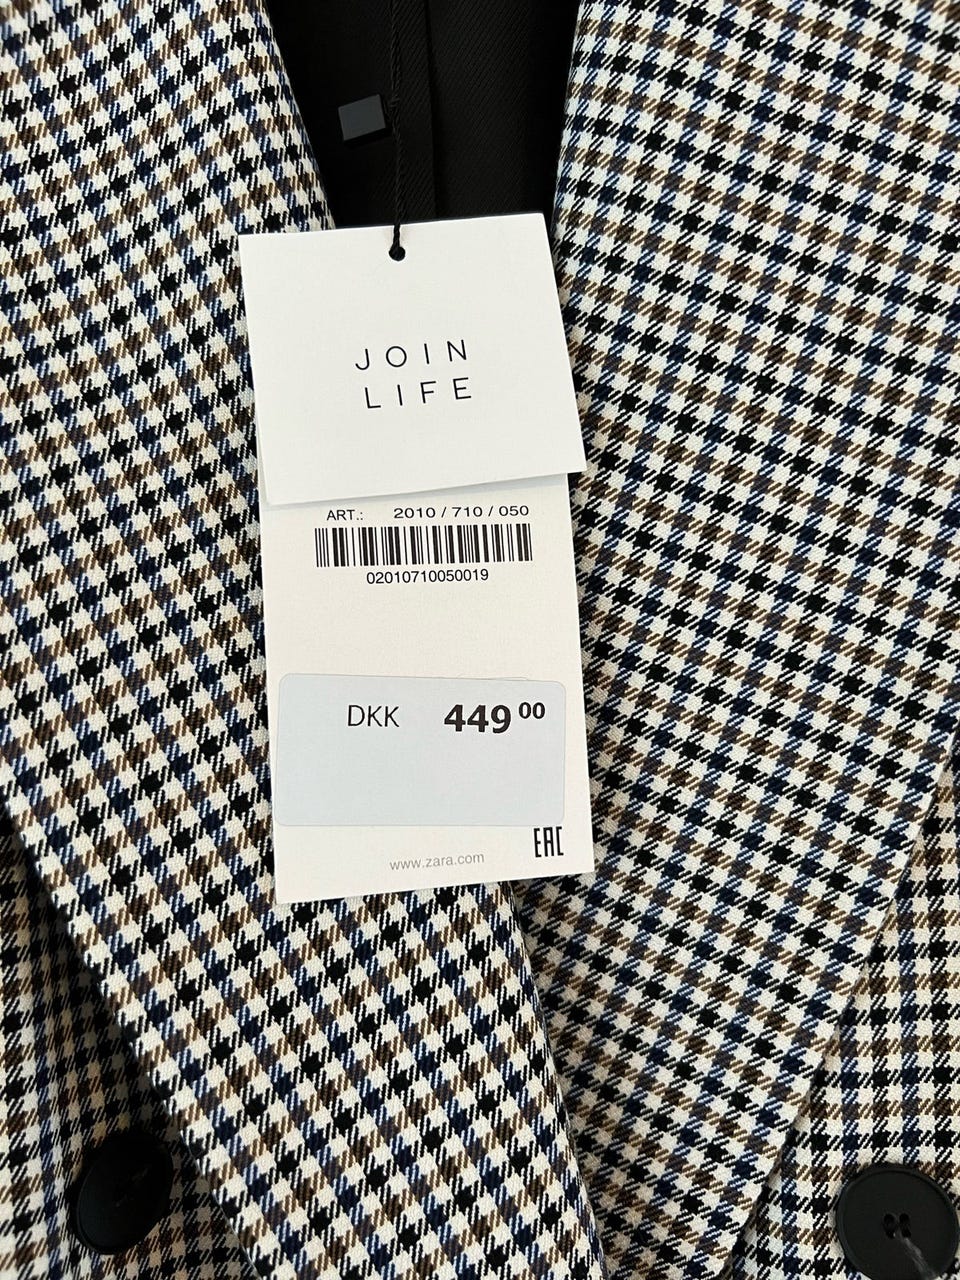 JOIN
LIFE
ART.: 2010 / 710 / 050
02010710050019
DKK 449 00
EAC
www.zara.com